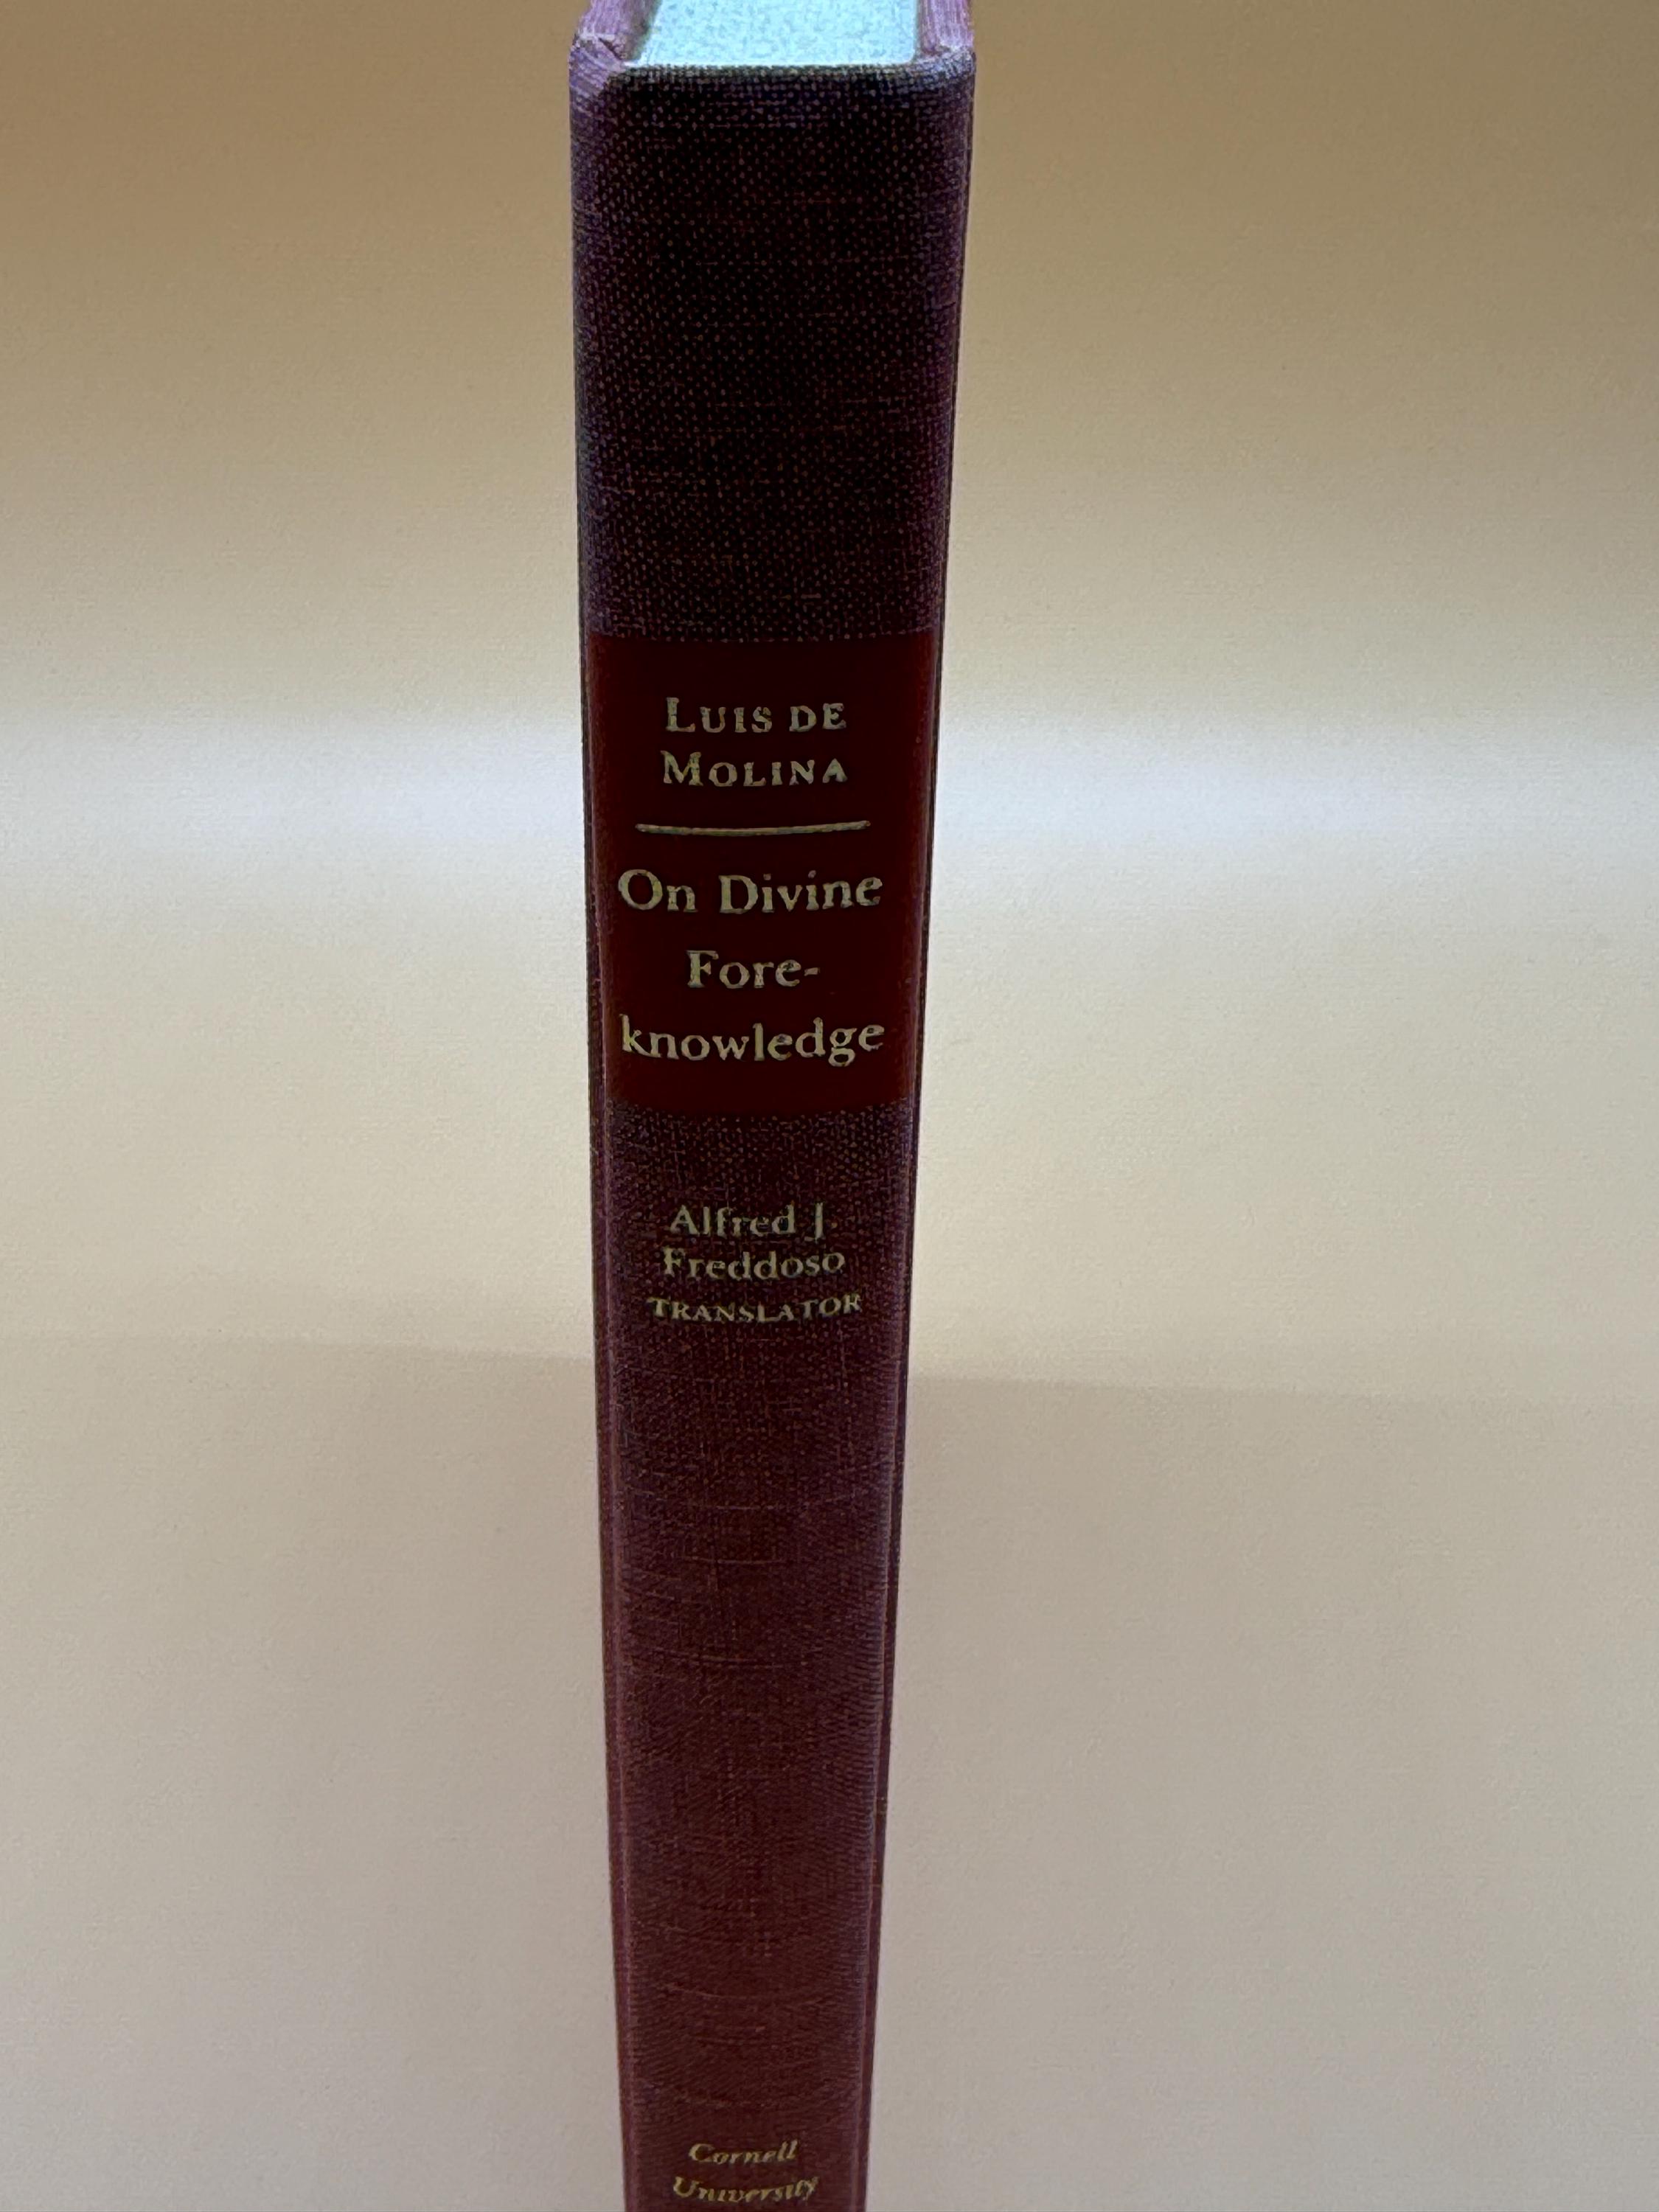 LUIS DE
MOLINA
On Divine
Fore-
knowledge
Alfred J.
Freddoso
TRANSLATOR
Cornell
University